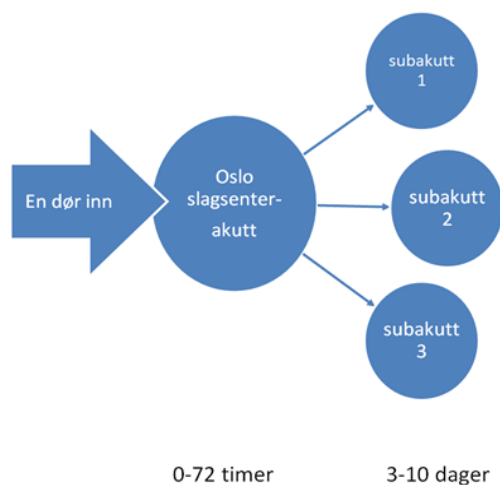 subakutt
1
En dør inn
Oslo
slagsenter-
akutt
subakutt
2
subakutt
3
0-72 timer
3-10 dager